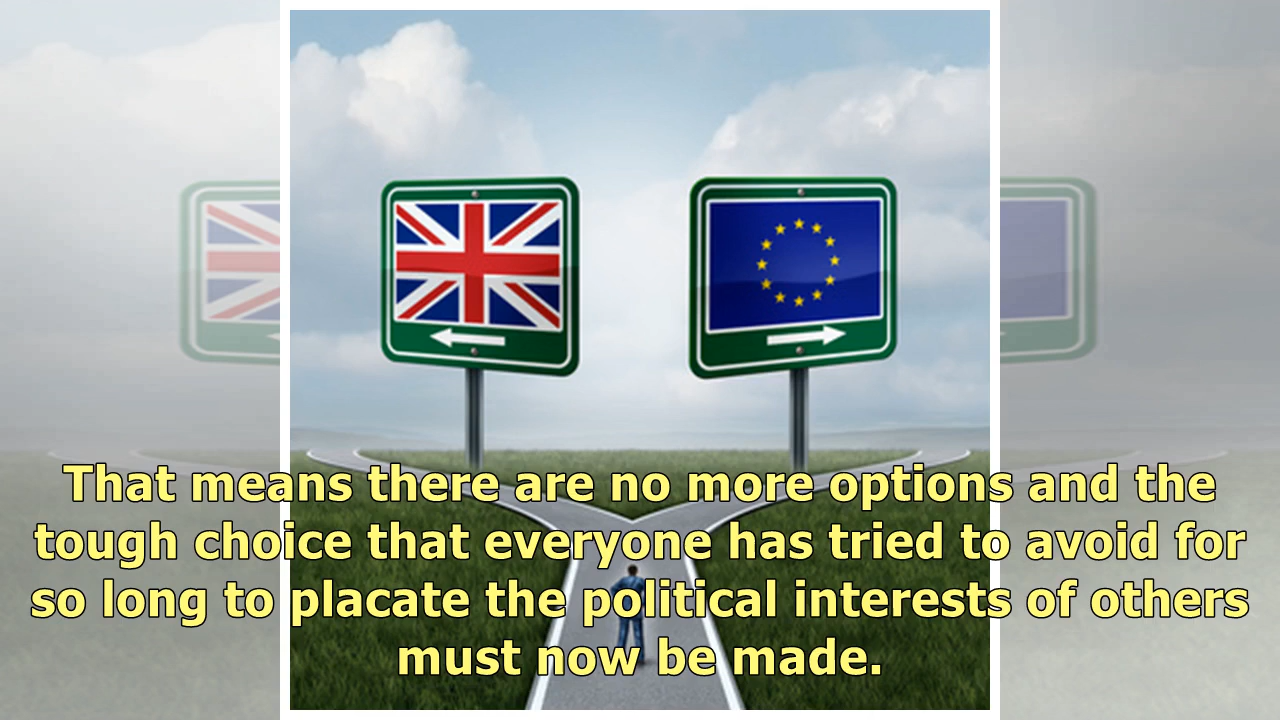 That means there are no more options and the
tough choice that everyone has tried to avoid for
so long to placate the political interests of others
must now be made.